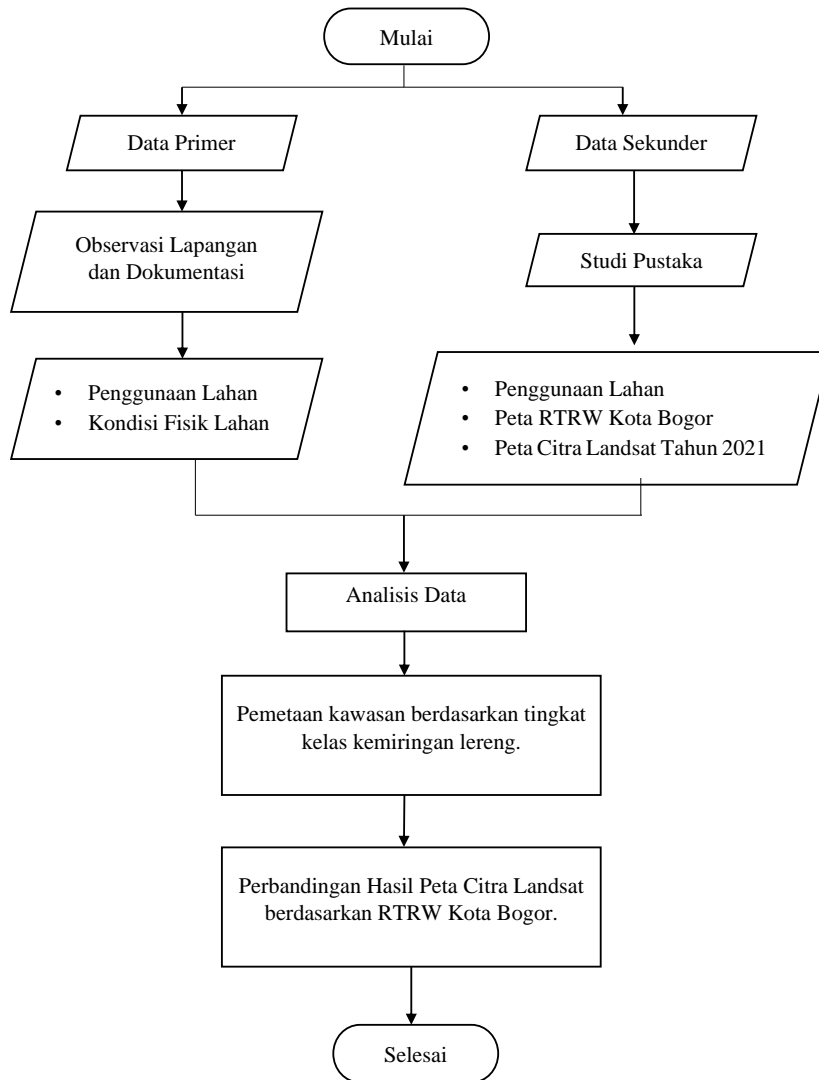 Mulai
Data Primer
Data Sekunder
Observasi Lapangan
dan Dokumentasi
Studi Pustaka
• Penggunaan Lahan
• Kondisi Fisik Lahan
• Penggunaan Lahan
• Peta RTRW Kota Bogor
• Peta Citra Landsat Tahun 2021
Analisis Data
Pemetaan kawasan berdasarkan tingkat
kelas kemiringan lereng.
Perbandingan Hasil Peta Citra Landsat
berdasarkan RTRW Kota Bogor.
Selesai